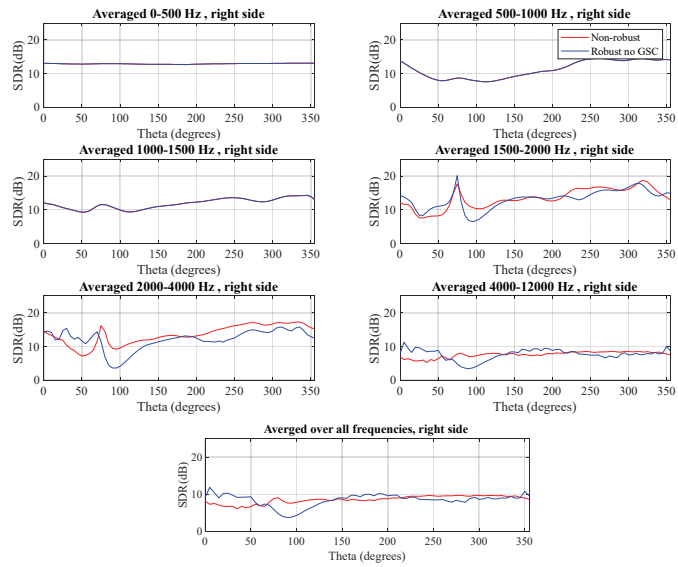 Averaged 0-500 Hz , right side
Averaged 500-1000 Hz , right side
SDR(dB)
20
10
0
0 50 100 150 200 250 300 350
Theta (degrees)
SDR(dB)
20
10
0
0 50 100 150 200 250 300 350
Theta (degrees)
Non-robust
Robust no GSC
Averaged 1000-1500 Hz , right side
Averaged 1500-2000 Hz , right side
SDR(dB)
20
10
0
0 50 100 150 200 250 300 350
Theta (degrees)
SDR(dB)
20
10
0
0 50 100 150 200 250 300 350
Theta (degrees)
Averaged 2000-4000 Hz , right side
Averaged 4000-12000 Hz , right side
SDR(dB)
20
10
0
0 50 100 150 200 250 300 350
Theta (degrees)
SDR(dB)
20
10
0
0 50 100 150 200 250 300 350
Theta (degrees)
Averged over all frequencies, right side
SDR(dB)
20
10
0
0 50 100 150 200 250 300 350
Theta (degrees)